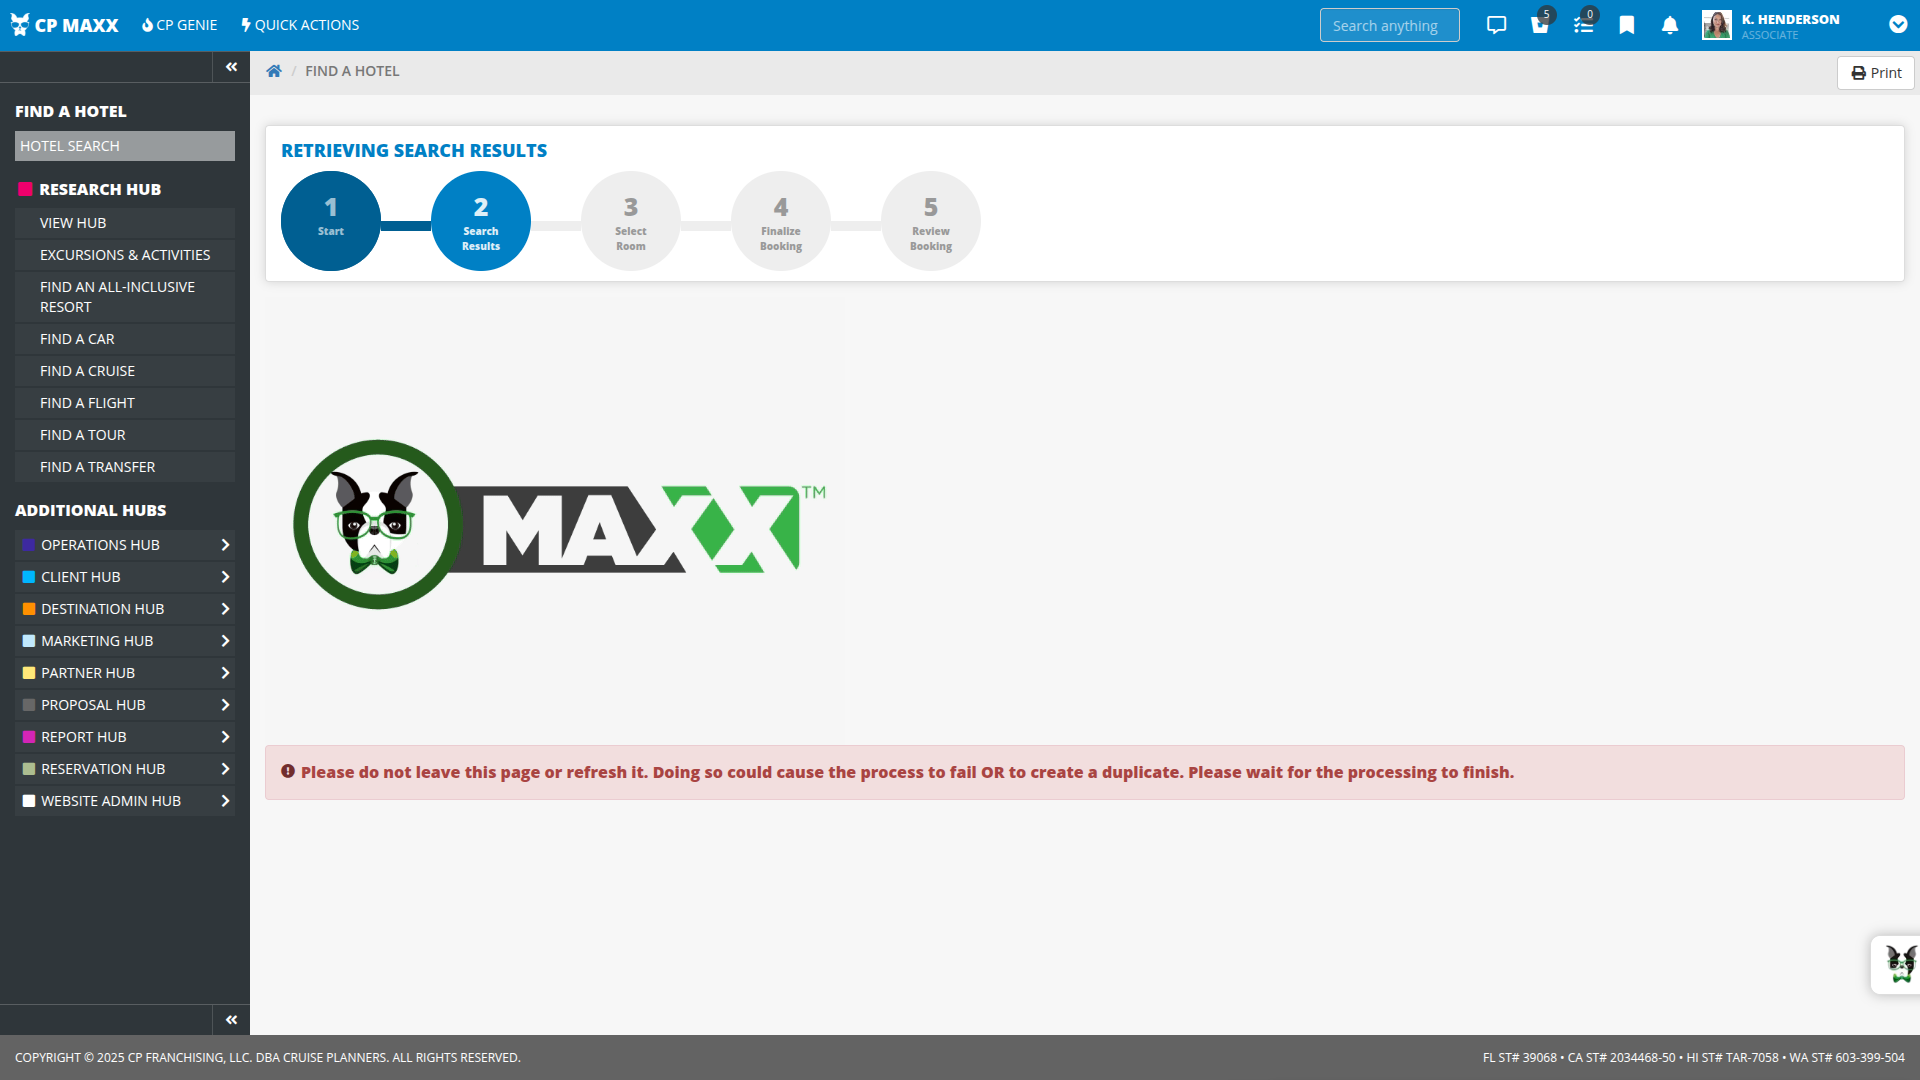 CP MAXX
CP GENIE
QUICK ACTIONS
Search anything
5
0
K. HENDERSON
ASSOCIATE
FIND A HOTEL
Print
FIND A HOTEL
HOTEL SEARCH
RESEARCH HUB
VIEW HUB
EXCURSIONS & ACTIVITIES
FIND AN ALL-INCLUSIVE
RESORT
FIND A CAR
FIND A CRUISE
FIND A FLIGHT
FIND A TOUR
FIND A TRANSFER
ADDITIONAL HUBS
OPERATIONS HUB
CLIENT HUB
DESTINATION HUB
MARKETING HUB
PARTNER HUB
PROPOSAL HUB
REPORT HUB
RESERVATION HUB
WEBSITE ADMIN HUB
RETRIEVING SEARCH RESULTS
1
Start
2
Search
Results
3
Select
Room
4
Finalize
Booking
5
Review
Booking
MAXX™
Please do not leave this page or refresh it. Doing so could cause the process to fail OR to create a duplicate. Please wait for the processing to finish.
COPYRIGHT © 2025 CP FRANCHISING, LLC. DBA CRUISE PLANNERS. ALL RIGHTS RESERVED.
FL ST# 39068 • CA ST# 2034468-50 • HI ST# TAR-7058 • WA ST# 603-399-504